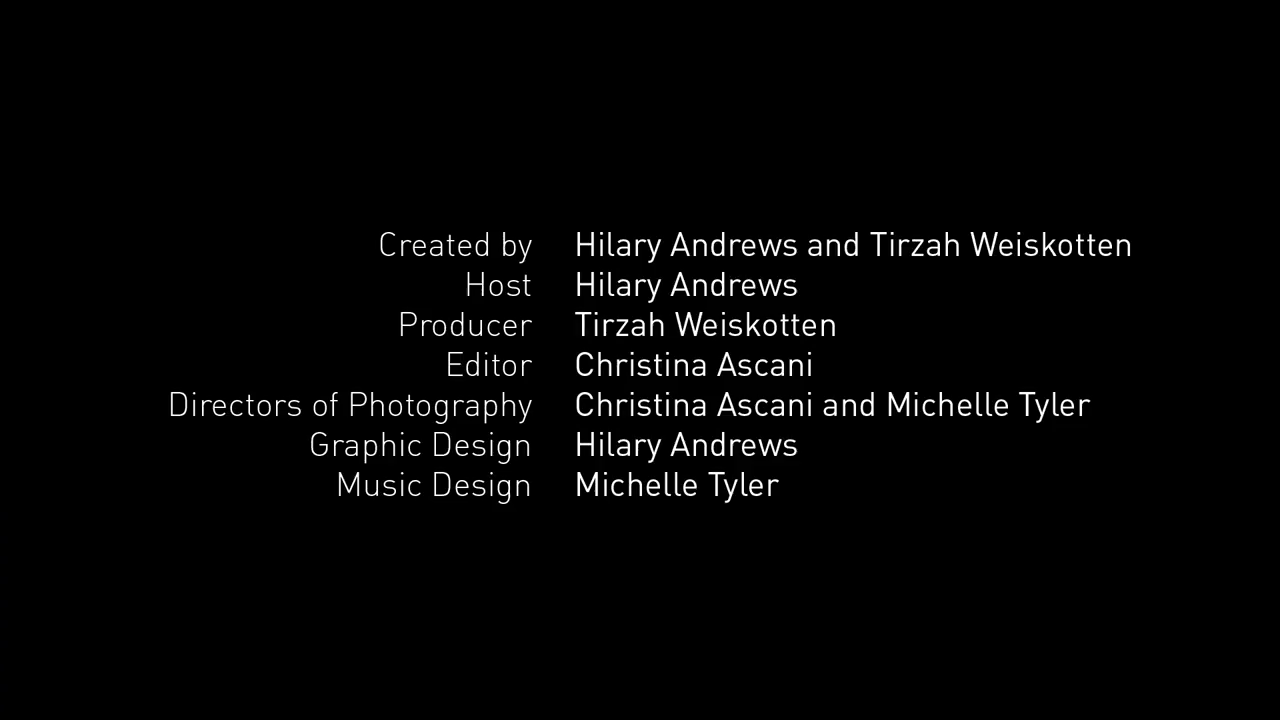 Created by Hilary Andrews and Tirzah Weiskotten
Host Hilary Andrews
Producer Tirzah Weiskotten
Editor Christina Ascani
Directors of Photography Christina Ascani and Michelle Tyler
Graphic Design Hilary Andrews
Music Design Michelle Tyler